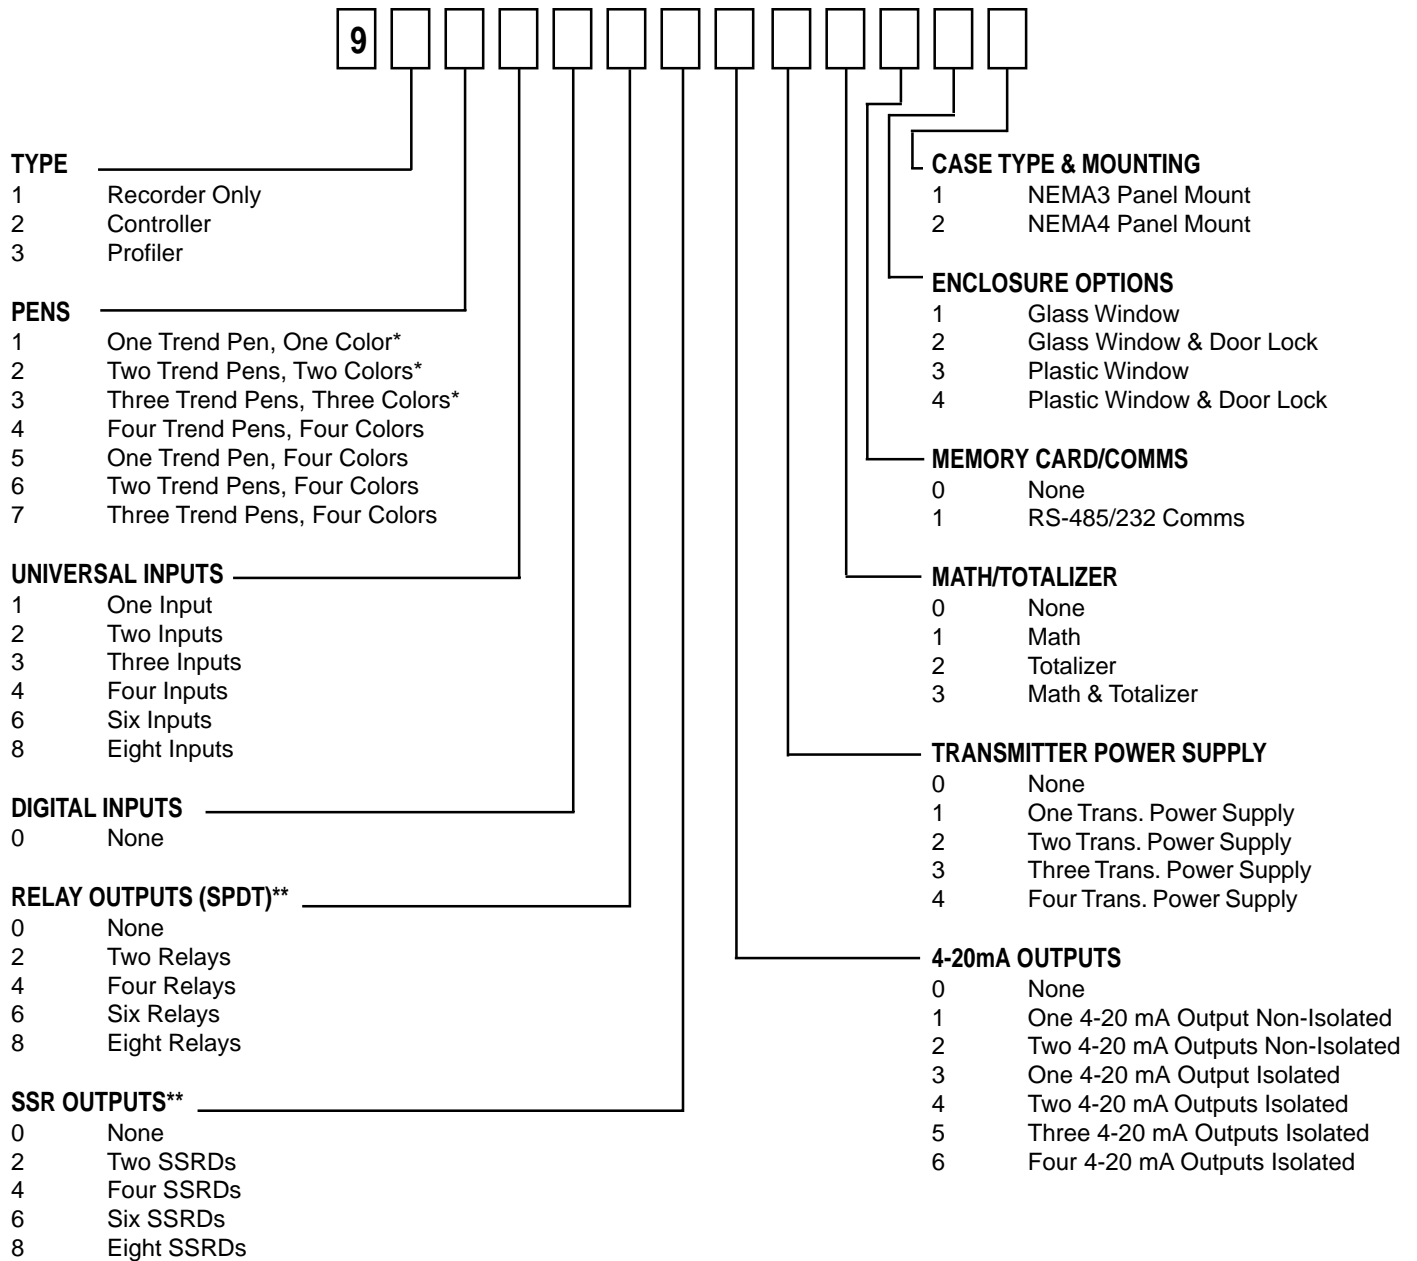 9
TYPE
1 Recorder Only
2 Controller
3 Profiler
PENS
1 One Trend Pen, One Color*
2 Two Trend Pens, Two Colors*
3 Three Trend Pens, Three Colors*
4 Four Trend Pens, Four Colors
5 One Trend Pen, Four Colors
6 Two Trend Pens, Four Colors
7 Three Trend Pens, Four Colors
UNIVERSAL INPUTS
1 One Input
2 Two Inputs
3 Three Inputs
4 Four Inputs
6 Six Inputs
8 Eight Inputs
DIGITAL INPUTS
0 None
RELAY OUTPUTS (SPDT)**
0 None
2 Two Relays
4 Four Relays
6 Six Relays
8 Eight Relays
SSR OUTPUTS**
0 None
2 Two SSRDs
4 Four SSRDs
6 Six SSRDs
8 Eight SSRDs
CASE TYPE & MOUNTING
1 NEMA3 Panel Mount
2 NEMA4 Panel Mount
ENCLOSURE OPTIONS
1 Glass Window
2 Glass Window & Door Lock
3 Plastic Window
4 Plastic Window & Door Lock
MEMORY CARD/COMMS
0 None
1 RS-485/232 Comms
MATH/TOTALIZER
0 None
1 Math
2 Totalizer
3 Math & Totalizer
TRANSMITTER POWER SUPPLY
0 None
1 One Trans. Power Supply
2 Two Trans. Power Supply
3 Three Trans. Power Supply
4 Four Trans. Power Supply
4-20mA OUTPUTS
0 None
1 One 4-20 mA Output Non-Isolated
2 Two 4-20 mA Outputs Non-Isolated
3 One 4-20 mA Output Isolated
4 Two 4-20 mA Outputs Isolated
5 Three 4-20 mA Outputs Isolated
6 Four 4-20 mA Outputs Isolated